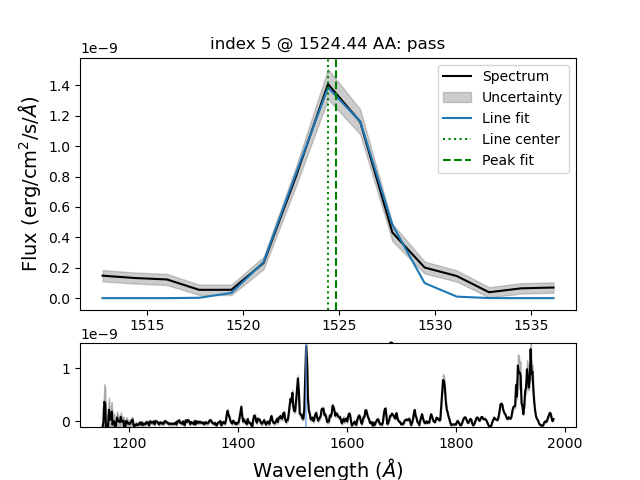 index 5 @ 1524.44 AA: pass
1e−9
Flux (erg/cm²/s/Å)
1.4
1.2
1.0
0.8
0.6
0.4
0.2
0.0
Spectrum
Uncertainty
Line fit
Line center
Peak fit
1515 1520 1525 1530 1535
1e−9
1
0
1200 1400 1600 1800 2000
Wavelength (Å)